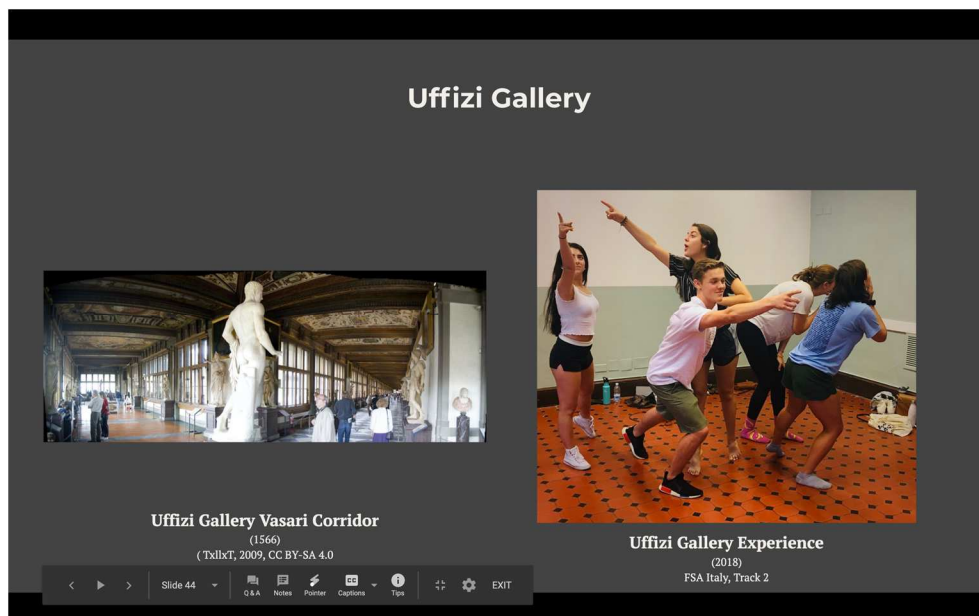 Uffizi Gallery
Uffizi Gallery Vasari Corridor
(1566)
( TxllxT, 2009, CC BY-SA 4.0
Uffizi Gallery Experience
(2018)
FSA Italy, Track 2
Slide 44
Q & A
Notes
Pointer
CC
Captions
Tips
EXIT